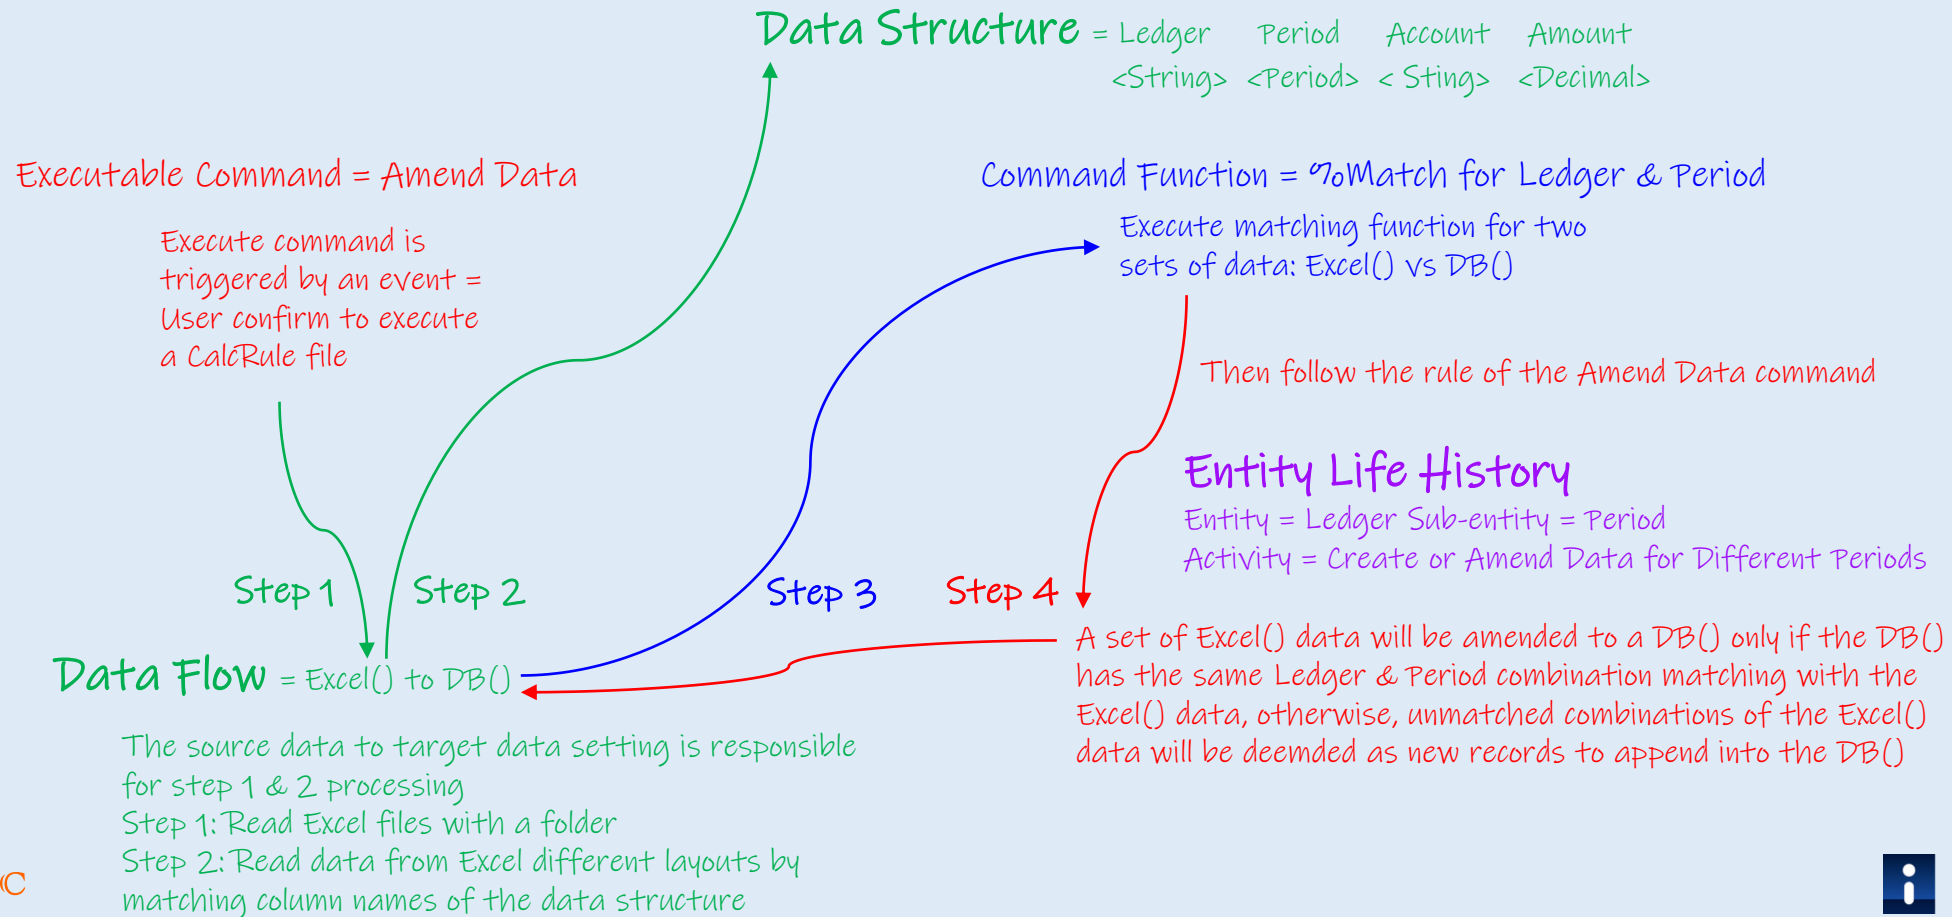 Data Structure = Ledger Period Account Amount
<String> <Period> < Sting> <Decimal>
Executable Command = Amend Data
Execute command is
triggered by an event =
User confirm to execute
a CalcRule file
Command Function = %Match for Ledger & Period
Execute matching function for two
sets of data: Excel() vs DB()
Then follow the rule of the Amend Data command
Entity Life History
Entity = Ledger Sub-entity = Period
Activity = Create or Amend Data for Different Periods
Step 1
Step 2
Step 3
Step 4
A set of Excel() data will be amended to a DB() only if the DB()
has the same Ledger & Period combination matching with the
Excel() data, otherwise, unmatched combinations of the Excel()
data will be deemded as new records to append into the DB()
Data Flow = Excel() to DB()
The source data to target data setting is responsible
for step 1 & 2 processing
Step 1: Read Excel files with a folder
Step 2: Read data from Excel different layouts by
matching column names of the data structure